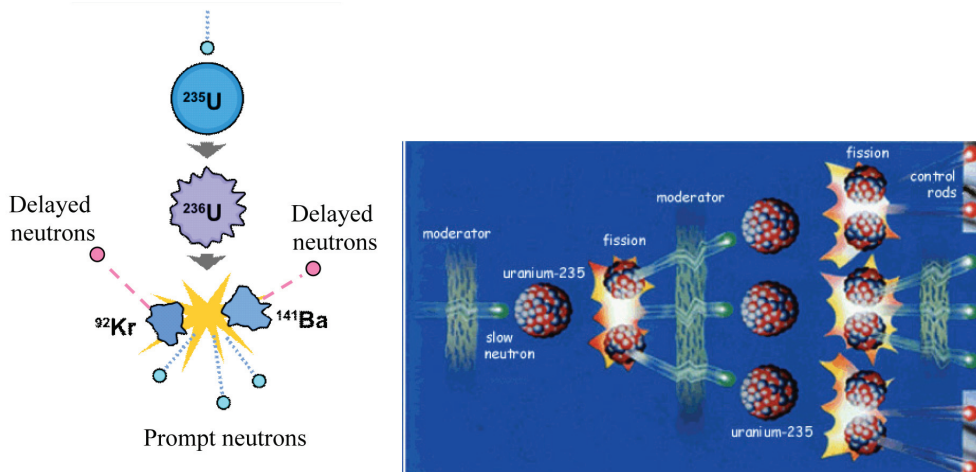 ²³⁵U
²³⁶U
Delayed
neutrons
Delayed
neutrons
⁹²Kr
¹⁴¹Ba
Prompt neutrons
moderator
uranium-235
slow
neutron
fission
moderator
uranium-235
fission
control
rods